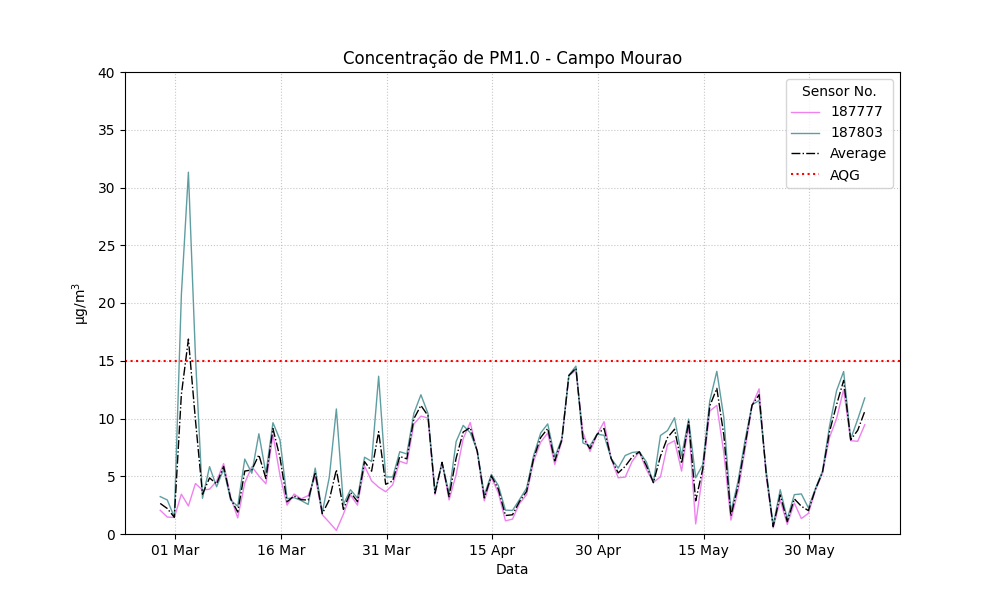 Concentração de PM1.0 - Campo Mourao
40
35
30
25
20
15
10
5
0
µg/m³
Sensor No.
187777
187803
Average
AQG
01 Mar
16 Mar
31 Mar
15 Apr
30 Apr
15 May
30 May
Data